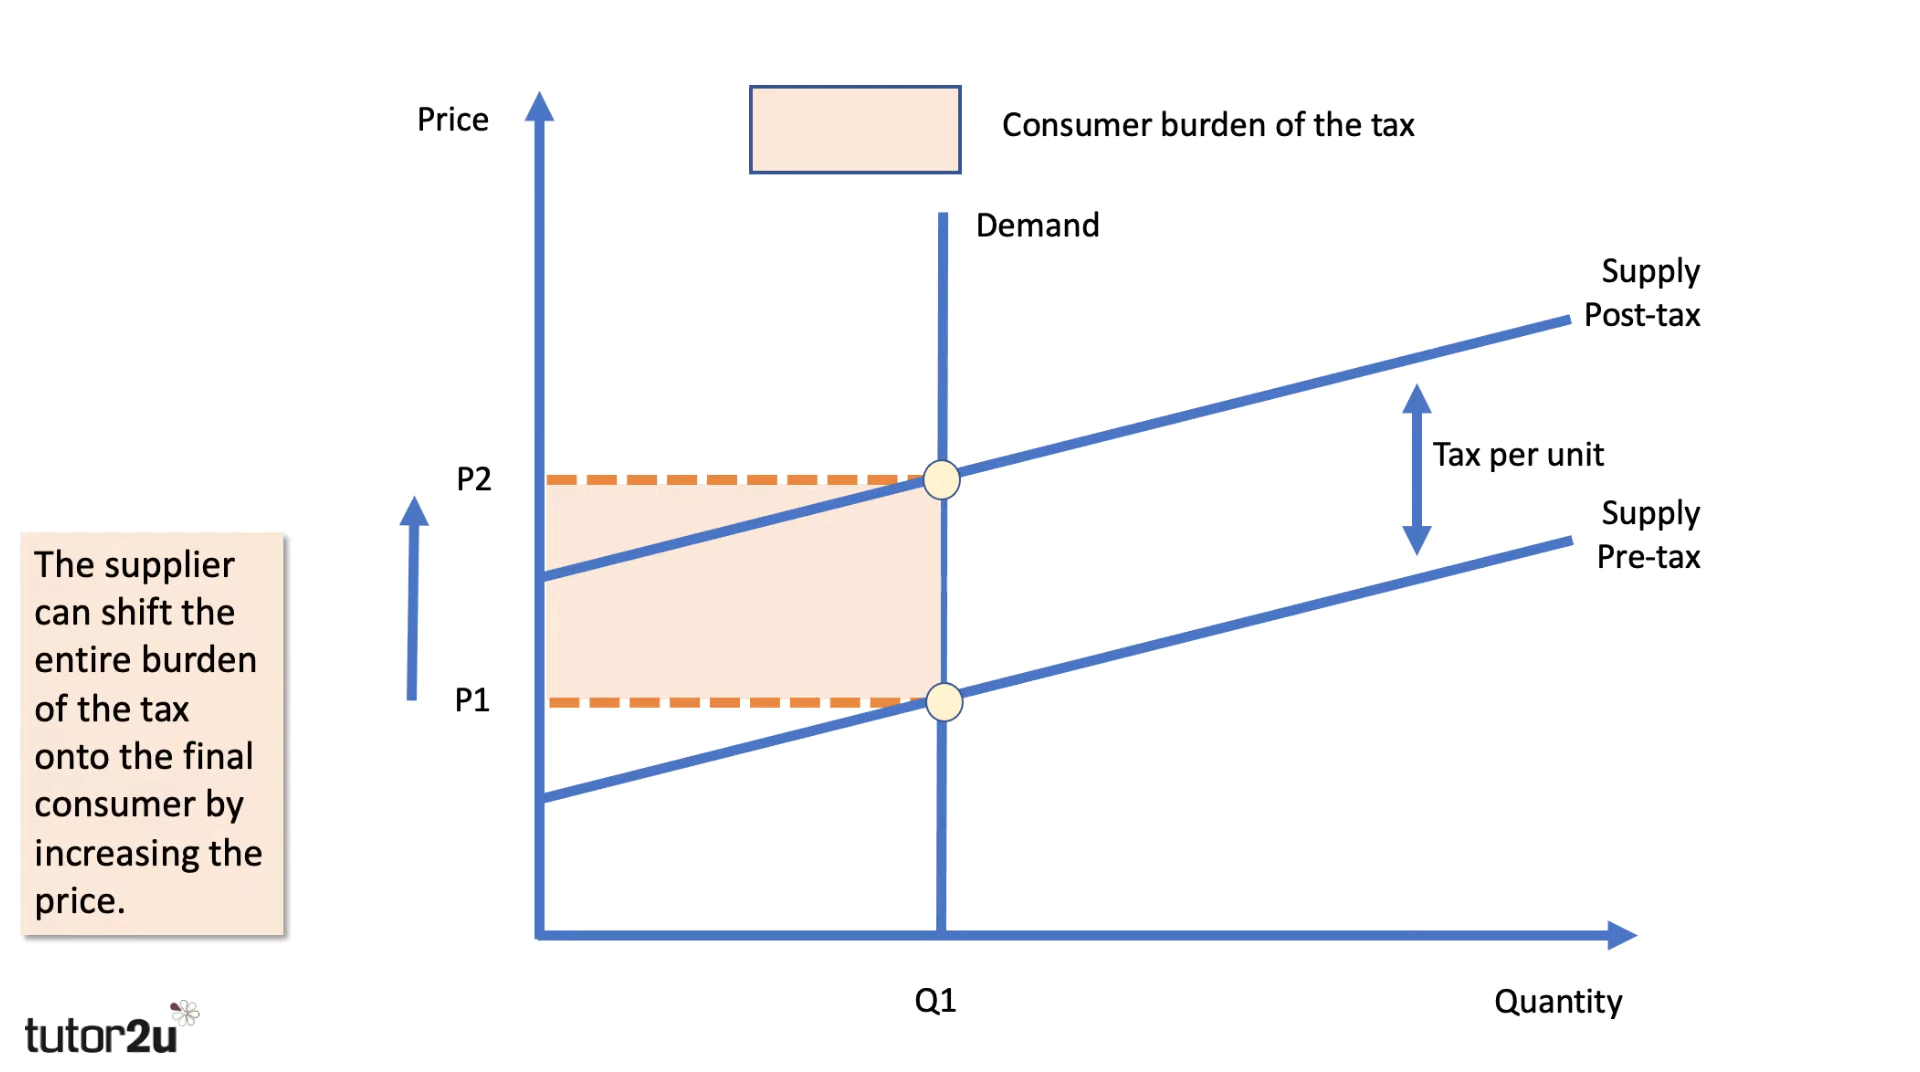 Price
Consumer burden of the tax
Demand
Supply
Post-tax
Tax per unit
P2
Supply
Pre-tax
The supplier
can shift the
entire burden
of the tax
onto the final
consumer by
increasing the
price.
P1
Q1
Quantity
tutor2u